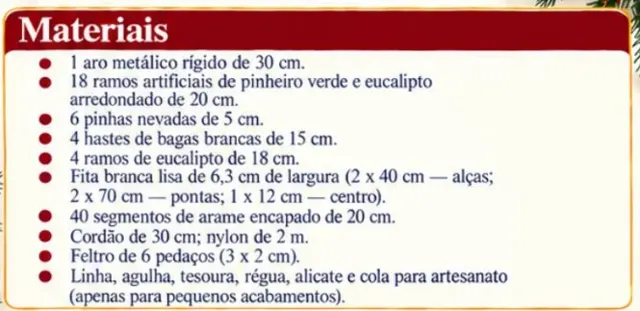 Materiais
1 aro metálico rígido de 30 cm.
18 ramos artificiais de pinheiro verde e eucalipto
arredondado de 20 cm.
6 pinhas nevadas de 5 cm.
4 hastes de bagas brancas de 15 cm.
4 ramos de eucalipto de 18 cm.
Fita branca lisa de 6,3 cm de largura (2 x 40 cm — alças;
2 x 70 cm — pontas; 1 x 12 cm — centro).
40 segmentos de arame encapado de 20 cm.
Cordão de 30 cm; nylon de 2 m.
Feltro de 6 pedaços (3 x 2 cm).
Linha, agulha, tesoura, régua, alicate e cola para artesanato
(apenas para pequenos acabamentos).